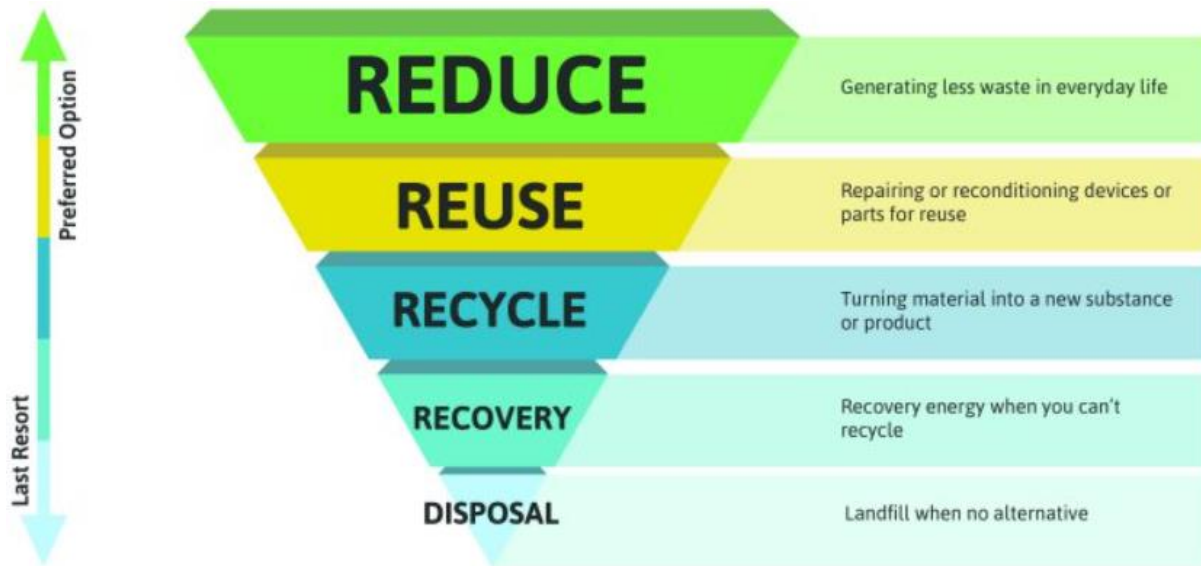 Preferred Option
Last Resort
REDUCE
Generating less waste in everyday life
REUSE
Repairing or reconditioning devices or
parts for reuse
RECYCLE
Turning material into a new substance
or product
RECOVERY
Recovery energy when you can't
recycle
DISPOSAL
Landfill when no alternative